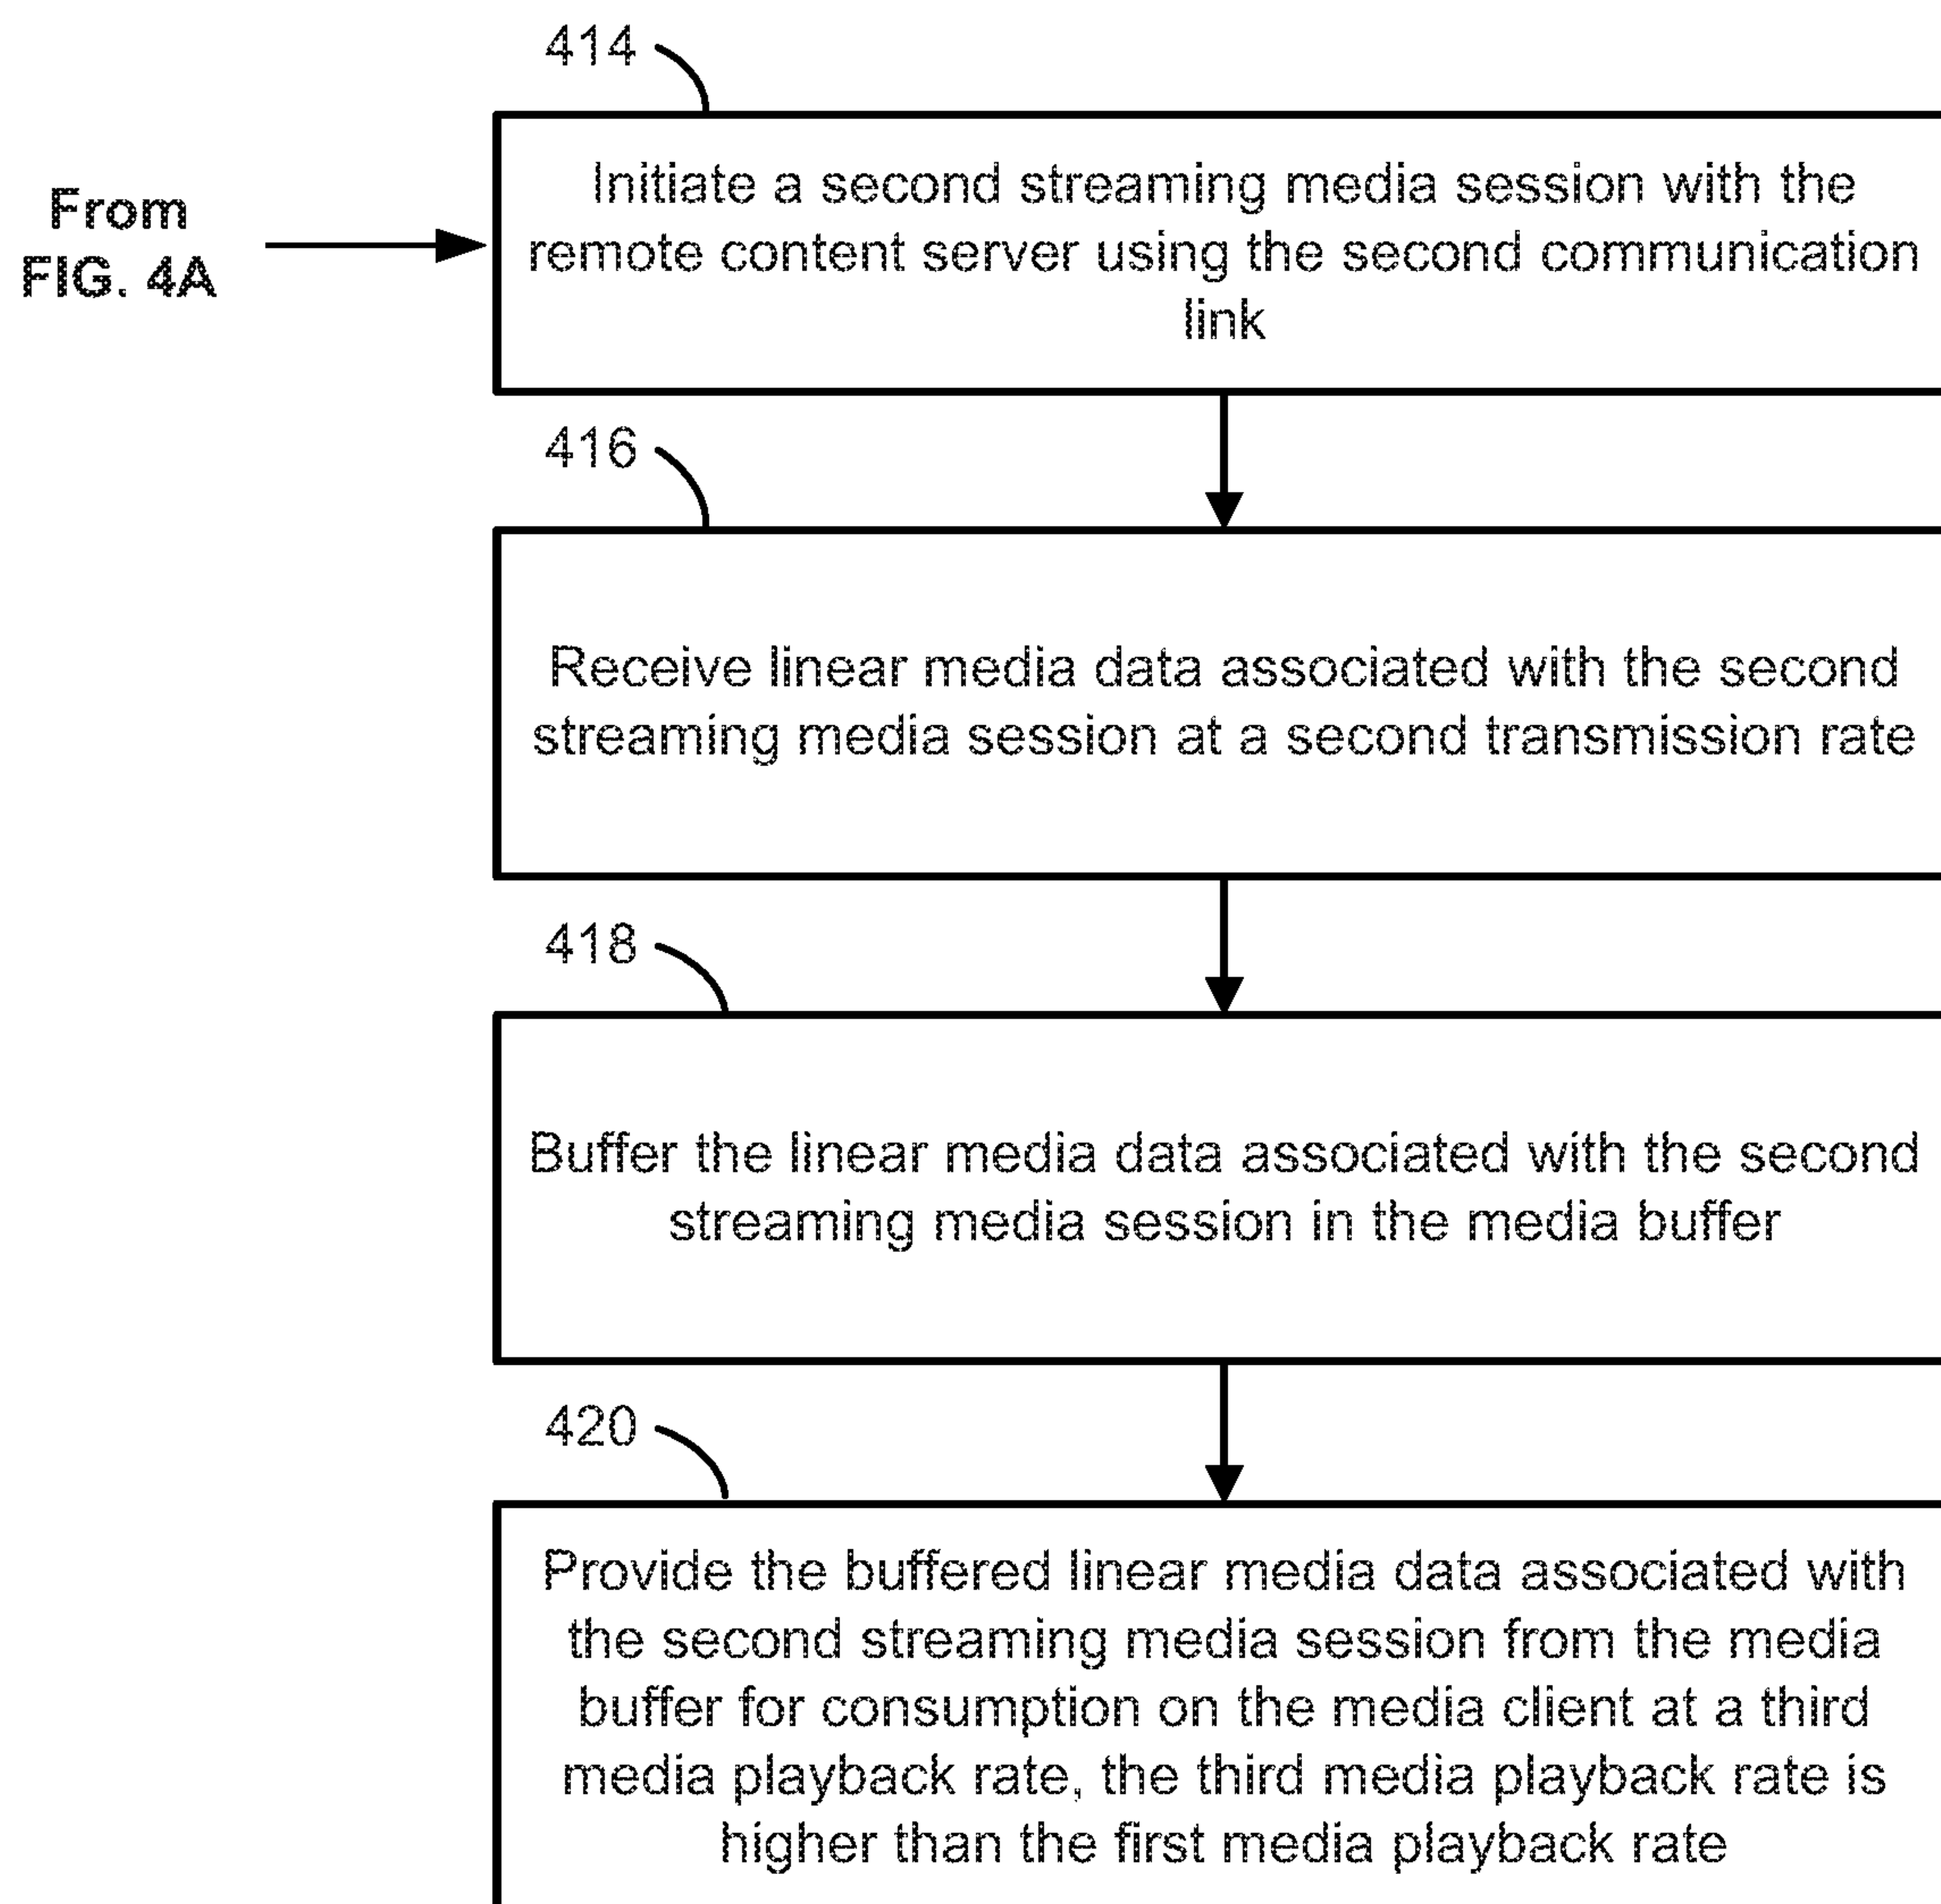 414
From
FIG. 4A
Initiate a second streaming media session with the
remote content server using the second communication
link
416
Receive linear media data associated with the second
streaming media session at a second transmission rate
418
Buffer the linear media data associated with the second
streaming media session in the media buffer
420
Provide the buffered linear media data associated with
the second streaming media session from the media
buffer for consumption on the media client at a third
media playback rate, the third media playback rate is
higher than the first media playback rate